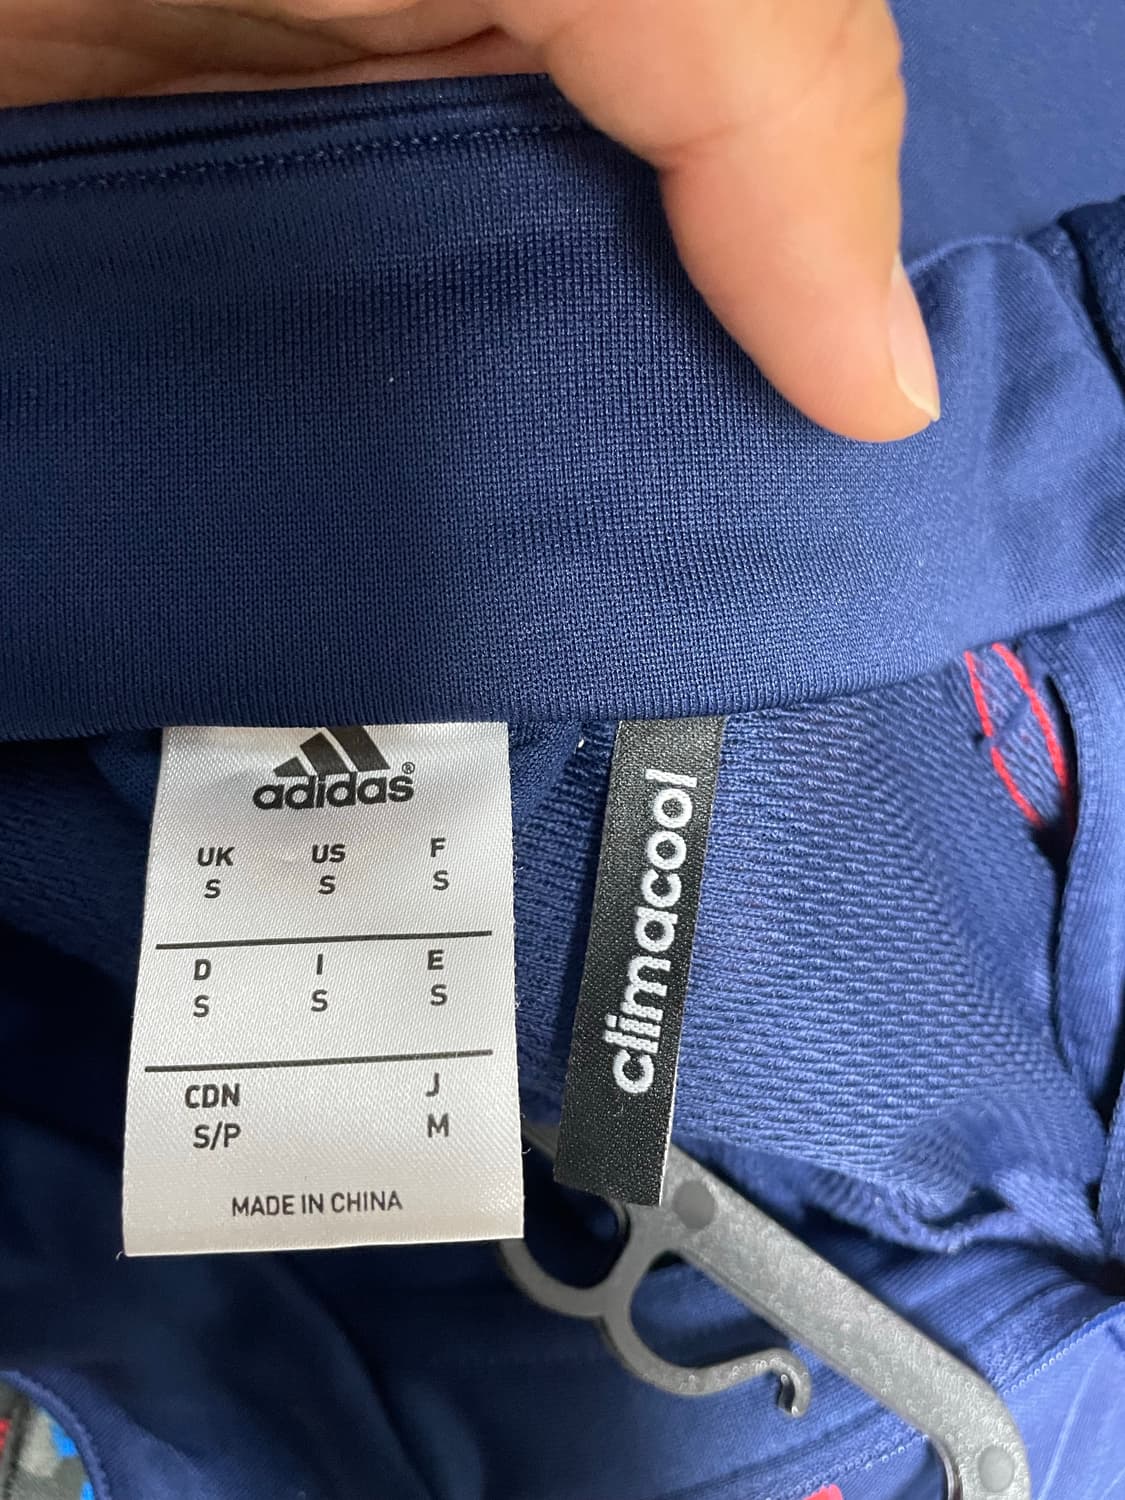 adidas®
UK US F
S S S
D I E
S S S
CDN J
S/P M
MADE IN CHINA
climacool